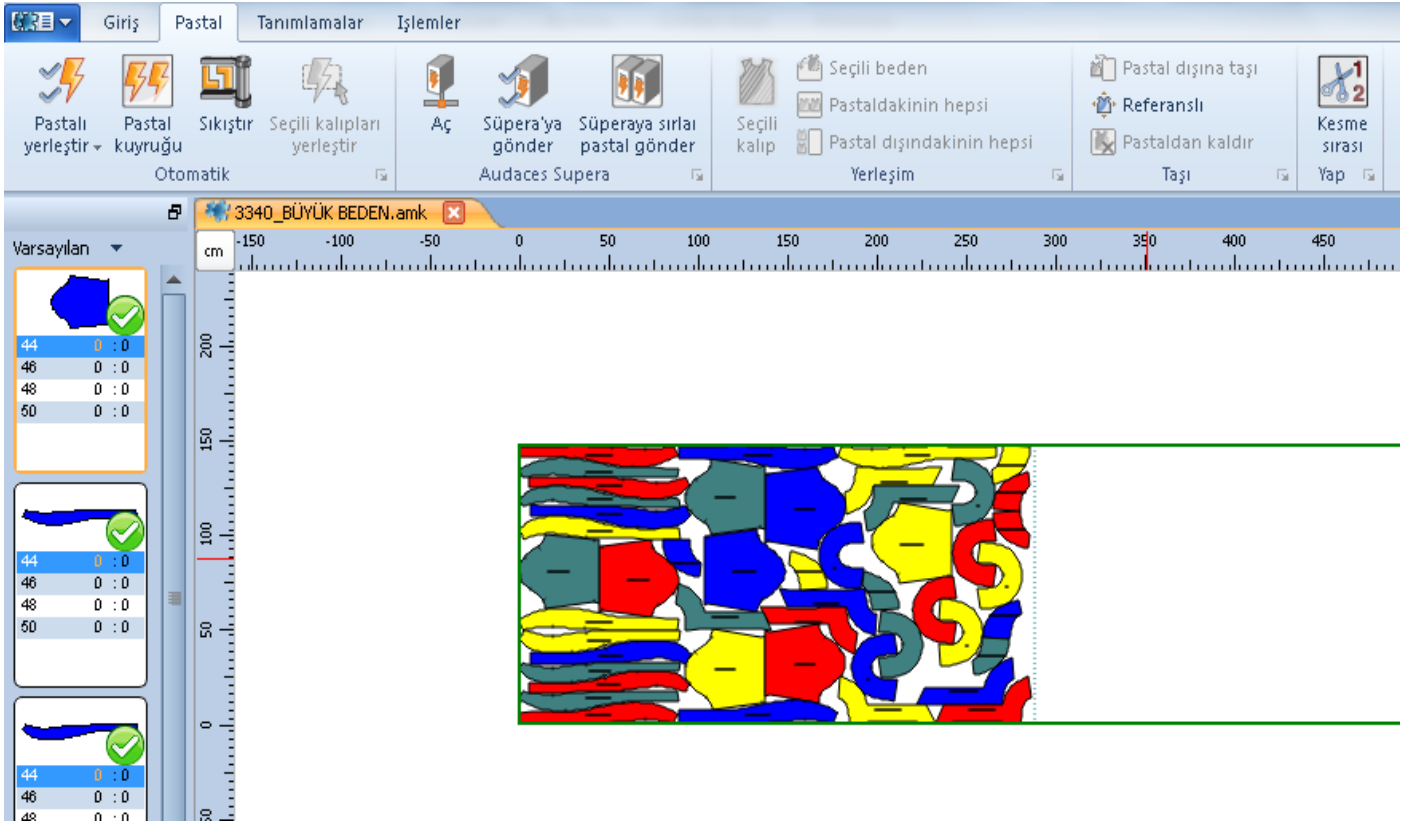 Giriş Pastal Tanımlamalar İşlemler
Pastalı yerleştir
Pastal kuyruğu
Sıkıştır
Seçili kalıpları yerleştir
Otomatik
Aç
Süpera'ya gönder
Süperaya sırlaı pastal gönder
Audaces Supera
Seçili kalıp
Seçili beden
Pastaldakinin hepsi
Pastal dışındakinin hepsi
Yerleşim
Pastal dışına taşı
Referanslı
Pastaldan kaldır
Taşı
Kesme sırası
Yap
3340_BÜYÜK BEDEN.amk
Varsayılan
cm
-150 -100 -50 0 50 100 150 200 250 300 350 400 450
44 0 : 0
46 0 : 0
48 0 : 0
50 0 : 0
44 0 : 0
46 0 : 0
48 0 : 0
50 0 : 0
44 0 : 0
46 0 : 0
48 0 : 0
200
150
100
50
0